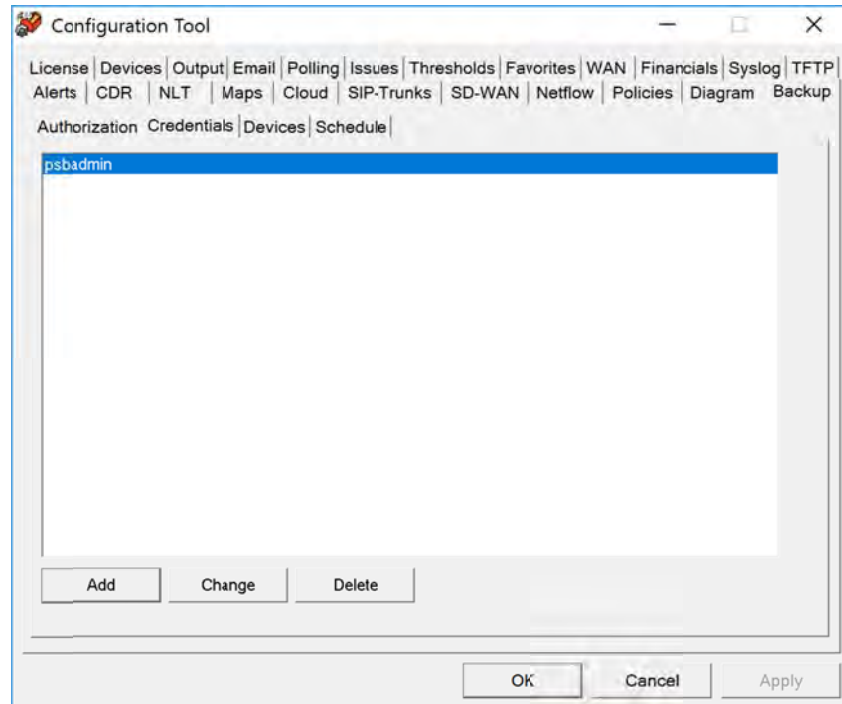 Configuration Tool
License Devices Output Email Polling Issues Thresholds Favorites WAN Financials Syslog TFTP
Alerts CDR NLT Maps Cloud SIP-Trunks SD-WAN Netflow Policies Diagram Backup
Authorization Credentials Devices Schedule
psbadmin
Add Change Delete
OK Cancel Apply